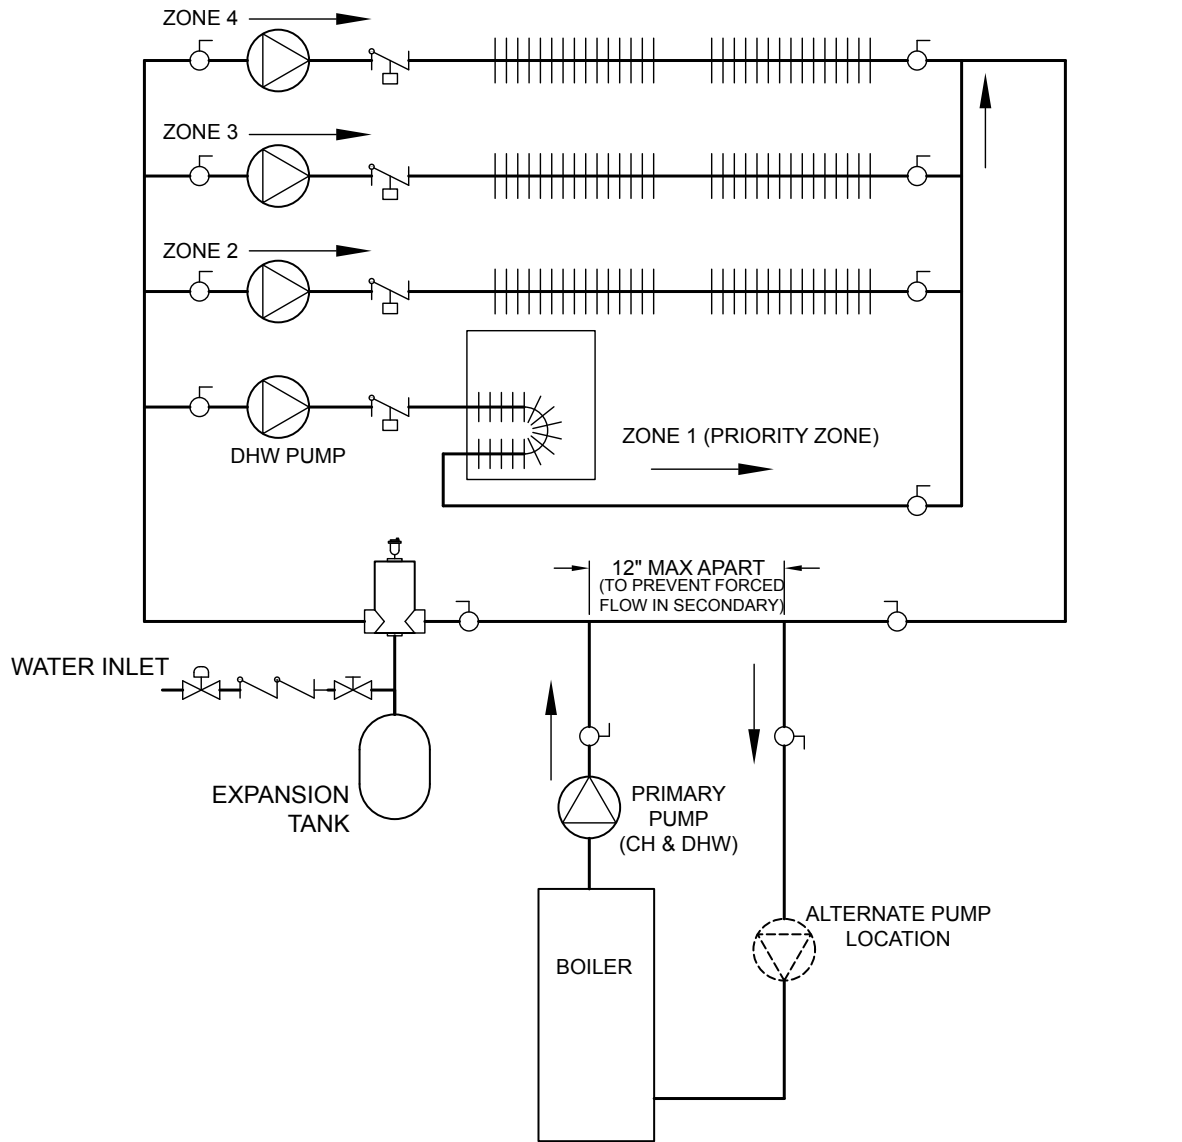 ZONE 4
ZONE 3
ZONE 2
DHW PUMP
ZONE 1 (PRIORITY ZONE)
12" MAX APART
(TO PREVENT FORCED
FLOW IN SECONDARY)
WATER INLET
EXPANSION
TANK
PRIMARY
PUMP
(CH & DHW)
ALTERNATE PUMP
LOCATION
BOILER